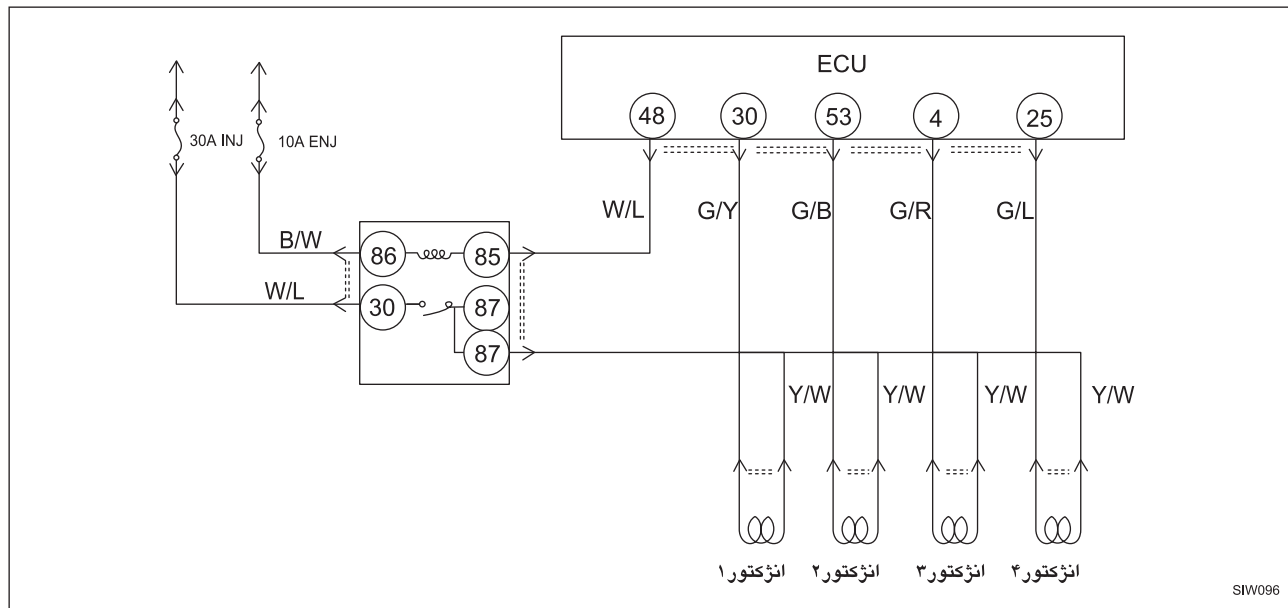 ECU
48 30 53 4 25
30A INJ 10A ENJ
W/L G/Y G/B G/R G/L
B/W
86 85
W/L
30 87
87
Y/W Y/W Y/W Y/W
انژکتور۱ انژکتور۲ انژکتور۳ انژکتور۴
SIW096